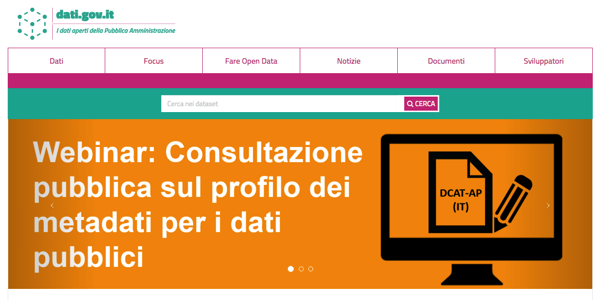 dati.gov.it
I dati aperti della Pubblica Amministrazione
Dati Focus Fare Open Data Notizie Documenti Sviluppatori
Cerca nei dataset CERCA
Webinar: Consultazione
pubblica sul profilo dei
metadati per i dati
pubblici
DCAT-AP
(IT)